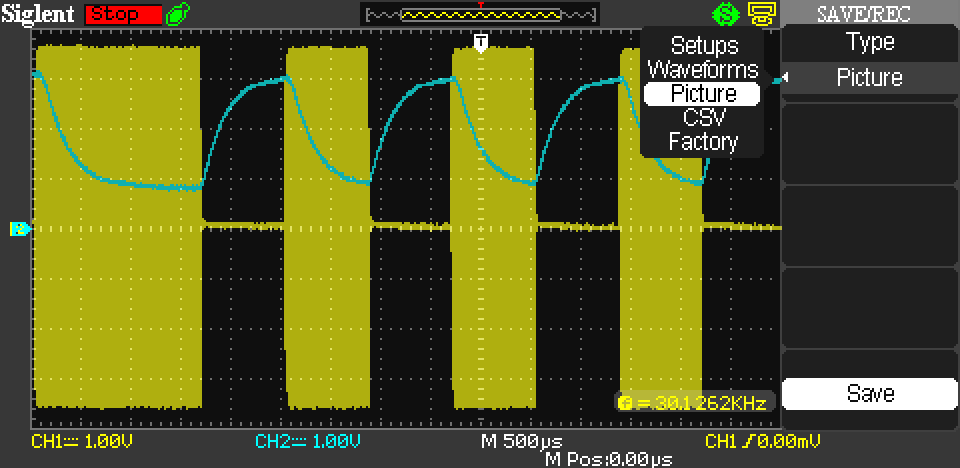 Siglent Stop S SAVE/REC
T
Setups
Waveforms
Picture
CSV
Factory
Type
Picture
2
f =30.1262KHz
Save
CH1 1.00V CH2 1.00V M 500µs CH1 /0.00mV
M Pos:0.00µs